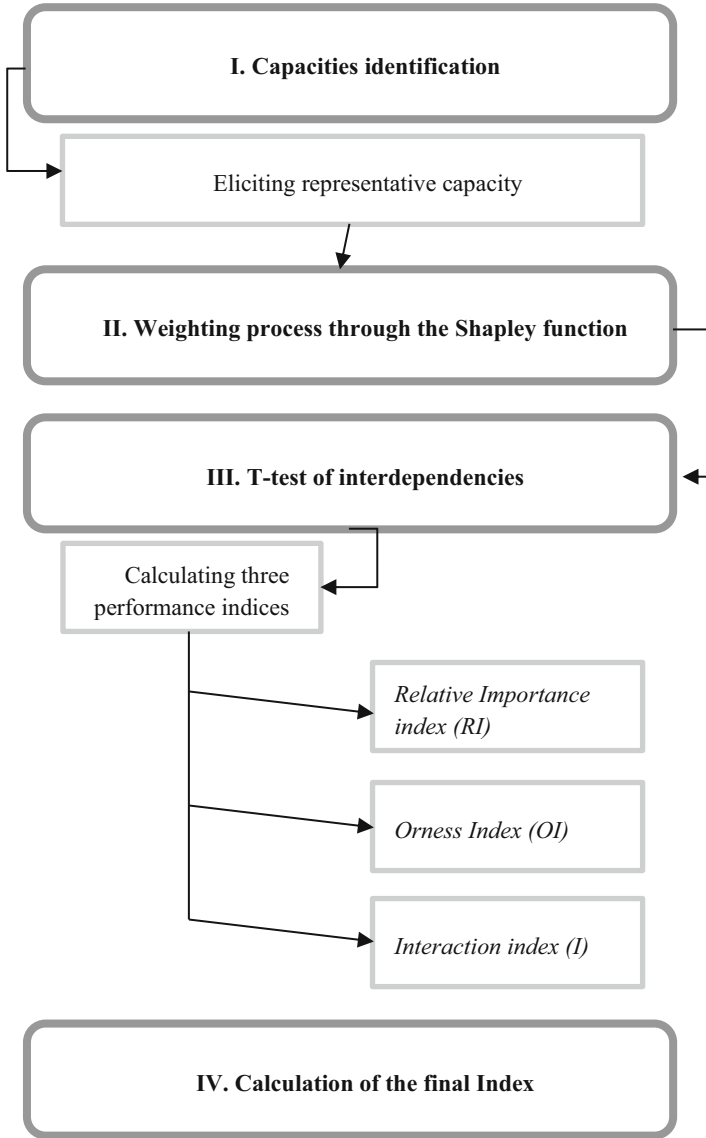 I. Capacities identification
Eliciting representative capacity
II. Weighting process through the Shapley function
III. T-test of interdependencies
Calculating three
performance indices
Relative Importance
index (RI)
Orness Index (OI)
Interaction index (I)
IV. Calculation of the final Index